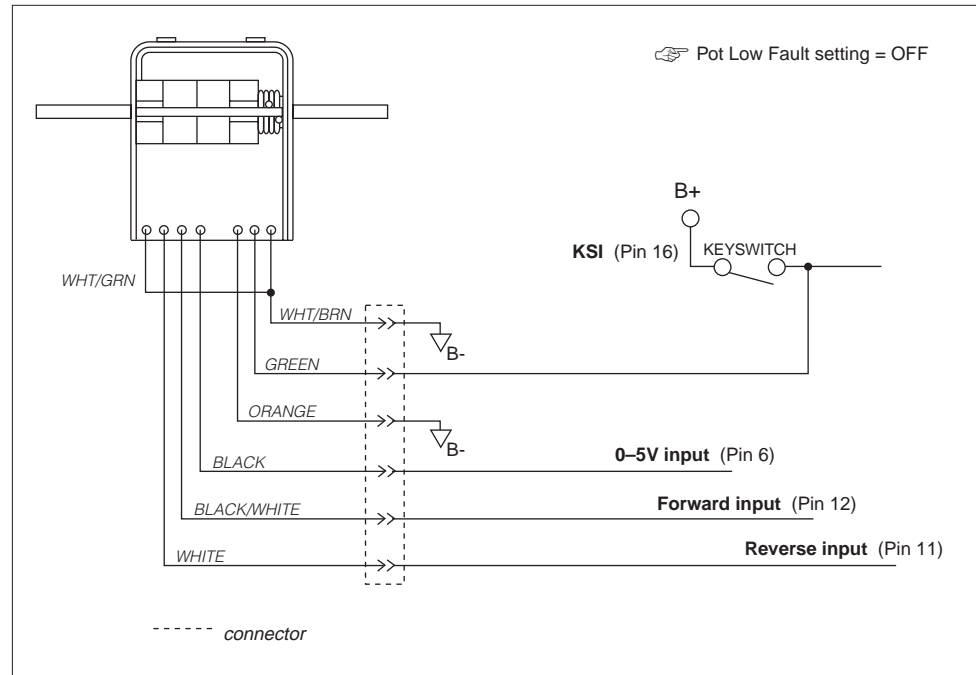 ☞ Pot Low Fault setting = OFF
B+
KSI (Pin 16)
KEYSWITCH
WHT/GRN
WHT/BRN
B-
GREEN
ORANGE
B-
BLACK
0–5V input (Pin 6)
BLACK/WHITE
Forward input (Pin 12)
WHITE
Reverse input (Pin 11)
connector